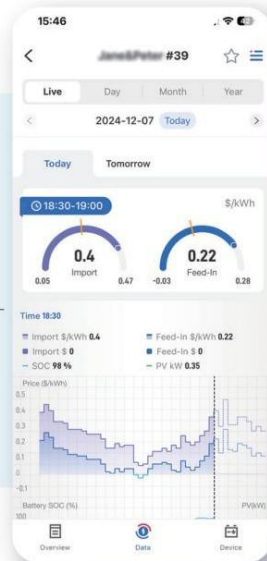 15:46
#39
Live Day Month Year
2024-12-07 Today
Today Tomorrow
18:30-19:00 $/kWh
0.4 0.22
Import Feed-In
0.05 0.47 -0.03 0.28
Time 18:30
Import $/kWh 0.4 Feed-In $/kWh 0.22
Import $ 0 Feed-In $ 0
SOC 98 % PV kW 0.35
Price ($/kWh)
0.5
0.4
0.3
0.2
0.1
0
-0.1
Battery SOC (%) PV(kW)
100
Overview Data Device